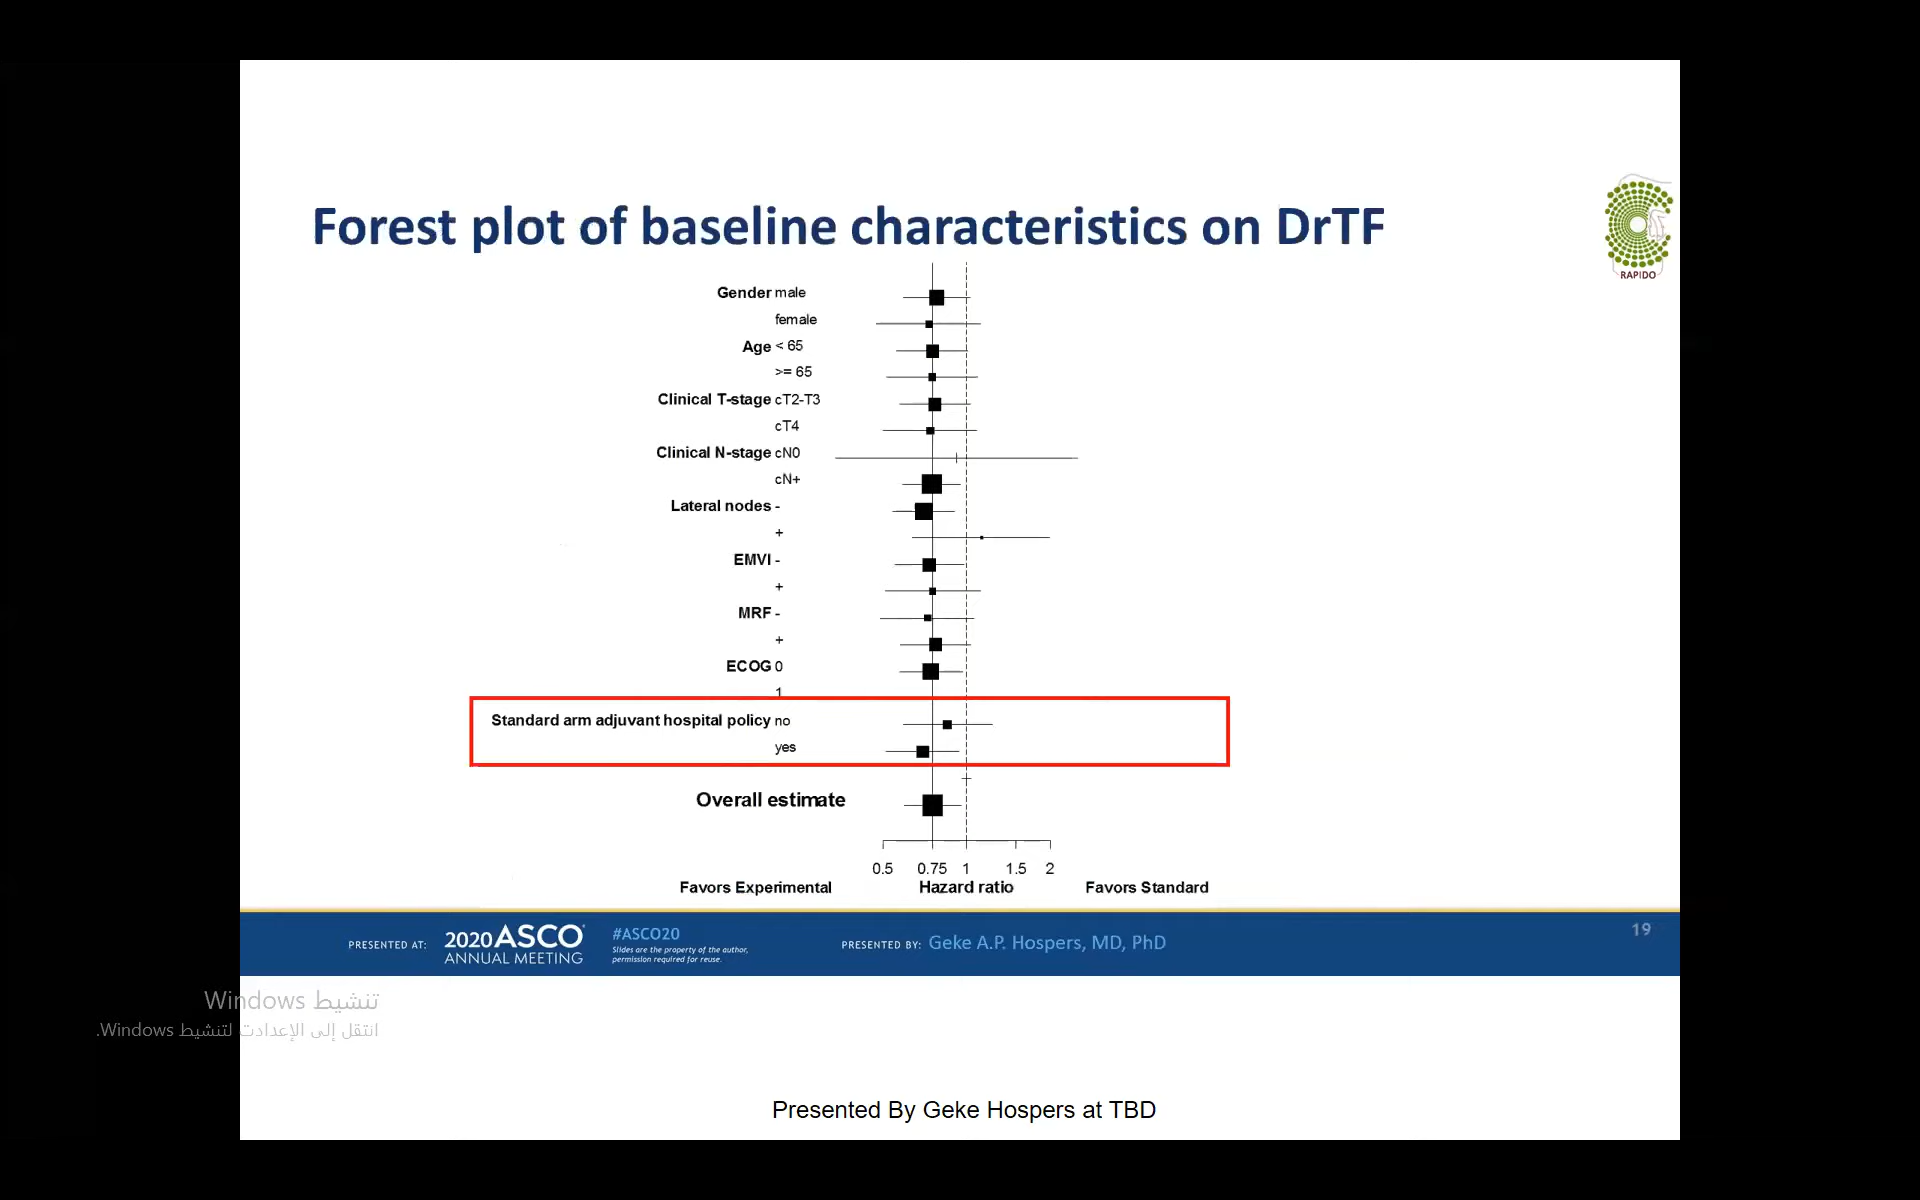 Forest plot of baseline characteristics on DrTF
RAPIDO
Gender male
female
Age < 65
>= 65
Clinical T-stage cT2-T3
cT4
Clinical N-stage cN0
cN+
Lateral nodes -
+
EMVI -
+
MRF -
+
ECOG 0
1
Standard arm adjuvant hospital policy no
yes
Overall estimate
0.5 0.75 1 1.5 2
Favors Experimental Hazard ratio Favors Standard
PRESENTED AT: 2020 ASCO ANNUAL MEETING
#ASCO20
Slides are the property of the author,
permission required for reuse.
PRESENTED BY: Geke A.P. Hospers, MD, PhD
19
تنشيط Windows
انتقل إلى الإعدادت لتنشيط Windows.
Presented By Geke Hospers at TBD